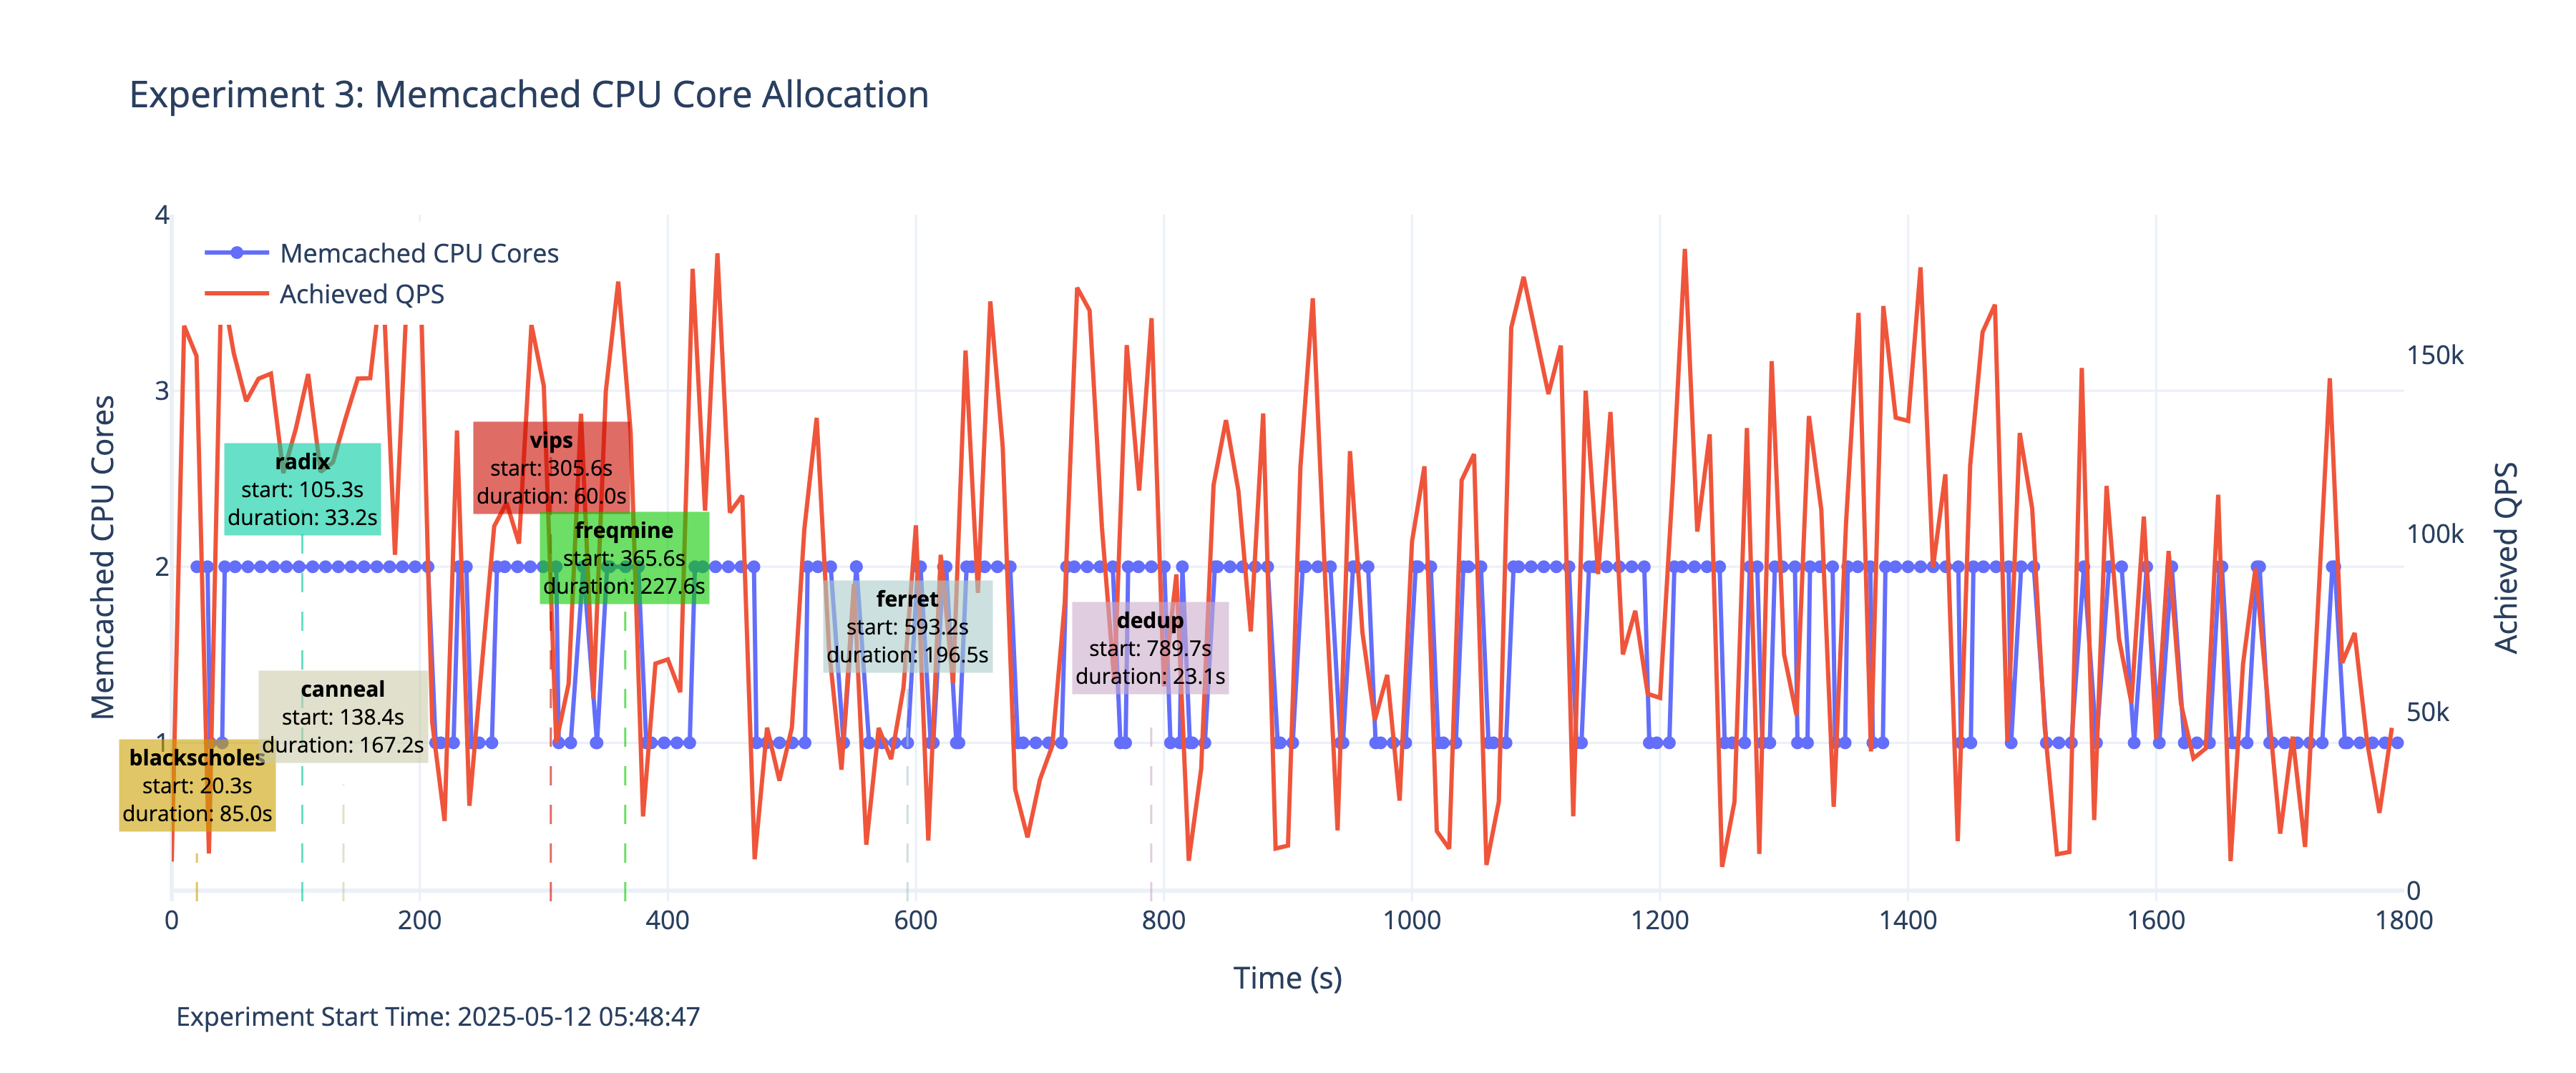 Experiment 3: Memcached CPU Core Allocation
Memcached CPU Cores
Achieved QPS
4
3
2
1
Memcached CPU Cores
150k
100k
50k
0
Achieved QPS
radix
start: 105.3s
duration: 33.2s
vips
start: 305.6s
duration: 60.0s
freqmine
start: 365.6s
duration: 227.6s
ferret
start: 593.2s
duration: 196.5s
dedup
start: 789.7s
duration: 23.1s
canneal
start: 138.4s
duration: 167.2s
blackscholes
start: 20.3s
duration: 85.0s
0
200
400
600
800
1000
1200
1400
1600
1800
Time (s)
Experiment Start Time: 2025-05-12 05:48:47